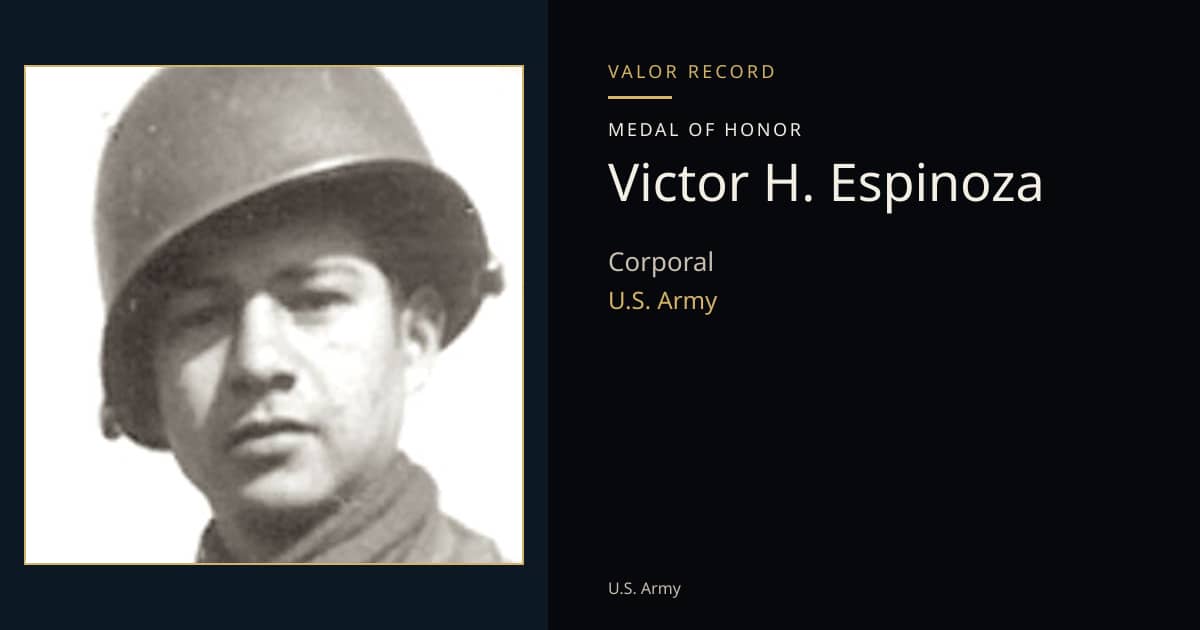 VALOR RECORD
MEDAL OF HONOR
Victor H. Espinoza
Corporal
U.S. Army
U.S. Army